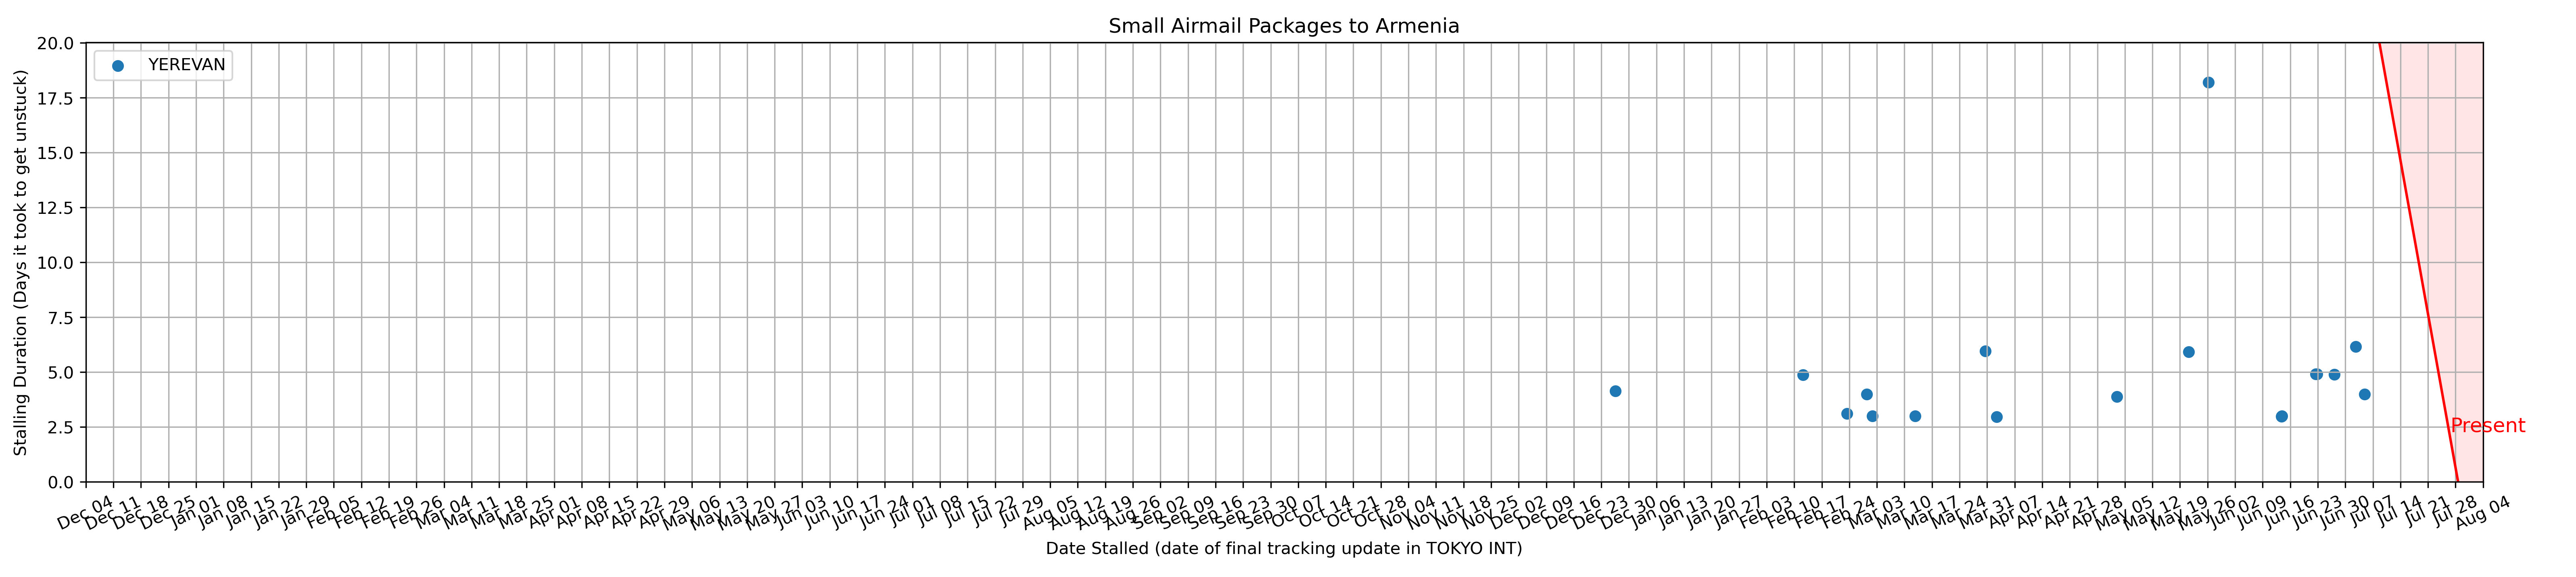 Small Airmail Packages to Armenia
YEREVAN
Stalling Duration (Days it took to get unstuck)
20.0
17.5
15.0
12.5
10.0
7.5
5.0
2.5
0.0
Present
Dec 04 Dec 11 Dec 18 Dec 25 Jan 01 Jan 08 Jan 15 Jan 22 Jan 29 Feb 05 Feb 12 Feb 19 Feb 26 Mar 04 Mar 11 Mar 18 Mar 25 Apr 01 Apr 08 Apr 15 Apr 22 Apr 29 May 06 May 13 May 20 May 27 Jun 03 Jun 10 Jun 17 Jun 24 Jul 01 Jul 08 Jul 15 Jul 22 Jul 29 Aug 05 Aug 12 Aug 19 Aug 26 Sep 02 Sep 09 Sep 16 Sep 23 Sep 30 Oct 07 Oct 14 Oct 21 Oct 28 Nov 04 Nov 11 Nov 18 Nov 25 Dec 02 Dec 09 Dec 16 Dec 23 Dec 30 Jan 06 Jan 13 Jan 20 Jan 27 Feb 03 Feb 10 Feb 17 Feb 24 Mar 03 Mar 10 Mar 17 Mar 24 Mar 31 Apr 07 Apr 14 Apr 21 Apr 28 May 05 May 12 May 19 May 26 Jun 02 Jun 09 Jun 16 Jun 23 Jun 30 Jul 07 Jul 14 Jul 21 Jul 28 Aug 04
Date Stalled (date of final tracking update in TOKYO INT)